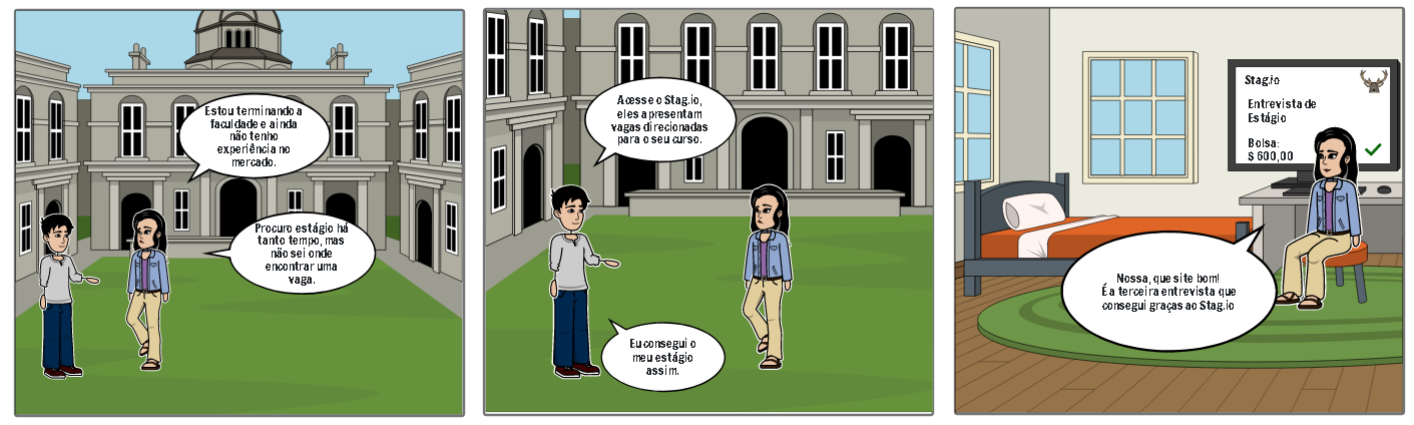 Estou terminando a
faculdade e ainda
não tenho
experiência no
mercado.
Procuro estágio há
tanto tempo, mas
não sei onde
encontrar uma
vaga.
Acesse o Stag.io,
eles apresentam
vagas direcionadas
para o seu curso.
Eu consegui o
meu estágio
assim.
Stag.io
Entrevista de
Estágio
Bolsa:
$ 600,00
Nossa, que site bom!
É a terceira entrevista que
consegui graças ao Stag.io